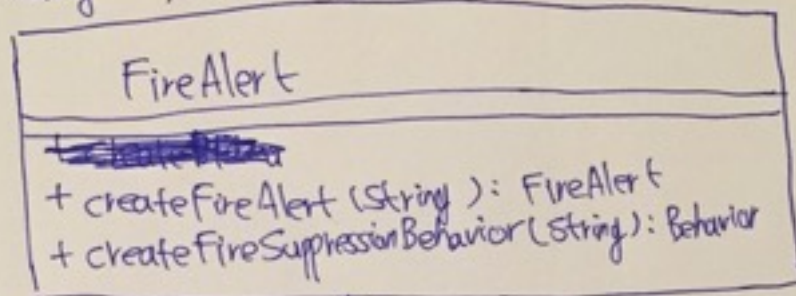 FireAlert
+ createFireAlert (String ): FireAlert
+ createFireSuppressionBehavior(String): Behavior